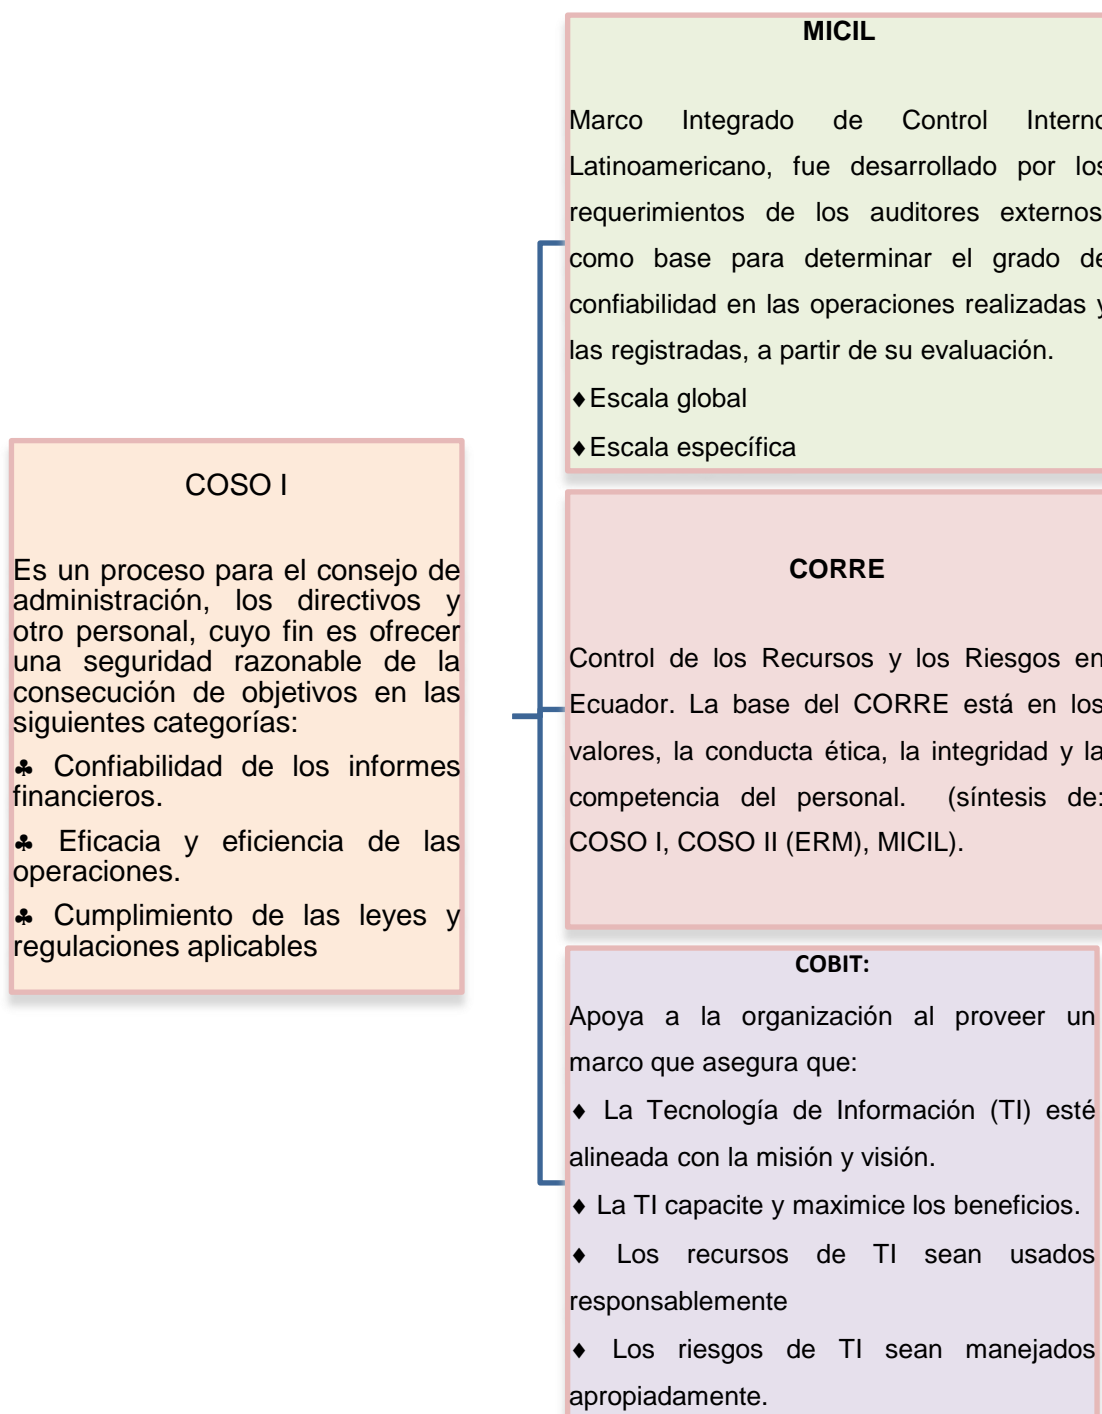 MICIL
Marco Integrado de Control Interno
Latinoamericano, fue desarrollado por los
requerimientos de los auditores externos
como base para determinar el grado de
confiabilidad en las operaciones realizadas y
las registradas, a partir de su evaluación.
♦Escala global
♦Escala específica
COSO I
Es un proceso para el consejo de
administración, los directivos y
otro personal, cuyo fin es ofrecer
una seguridad razonable de la
consecución de objetivos en las
siguientes categorías:
♣ Confiabilidad de los informes
financieros.
♣ Eficacia y eficiencia de las
operaciones.
♣ Cumplimiento de las leyes y
regulaciones aplicables
CORRE
Control de los Recursos y los Riesgos en
Ecuador. La base del CORRE está en los
valores, la conducta ética, la integridad y la
competencia del personal. (síntesis de:
COSO I, COSO II (ERM), MICIL).
COBIT:
Apoya a la organización al proveer un
marco que asegura que:
♦ La Tecnología de Información (TI) esté
alineada con la misión y visión.
♦ La TI capacite y maximice los beneficios.
♦ Los recursos de TI sean usados
responsablemente
♦ Los riesgos de TI sean manejados
apropiadamente.